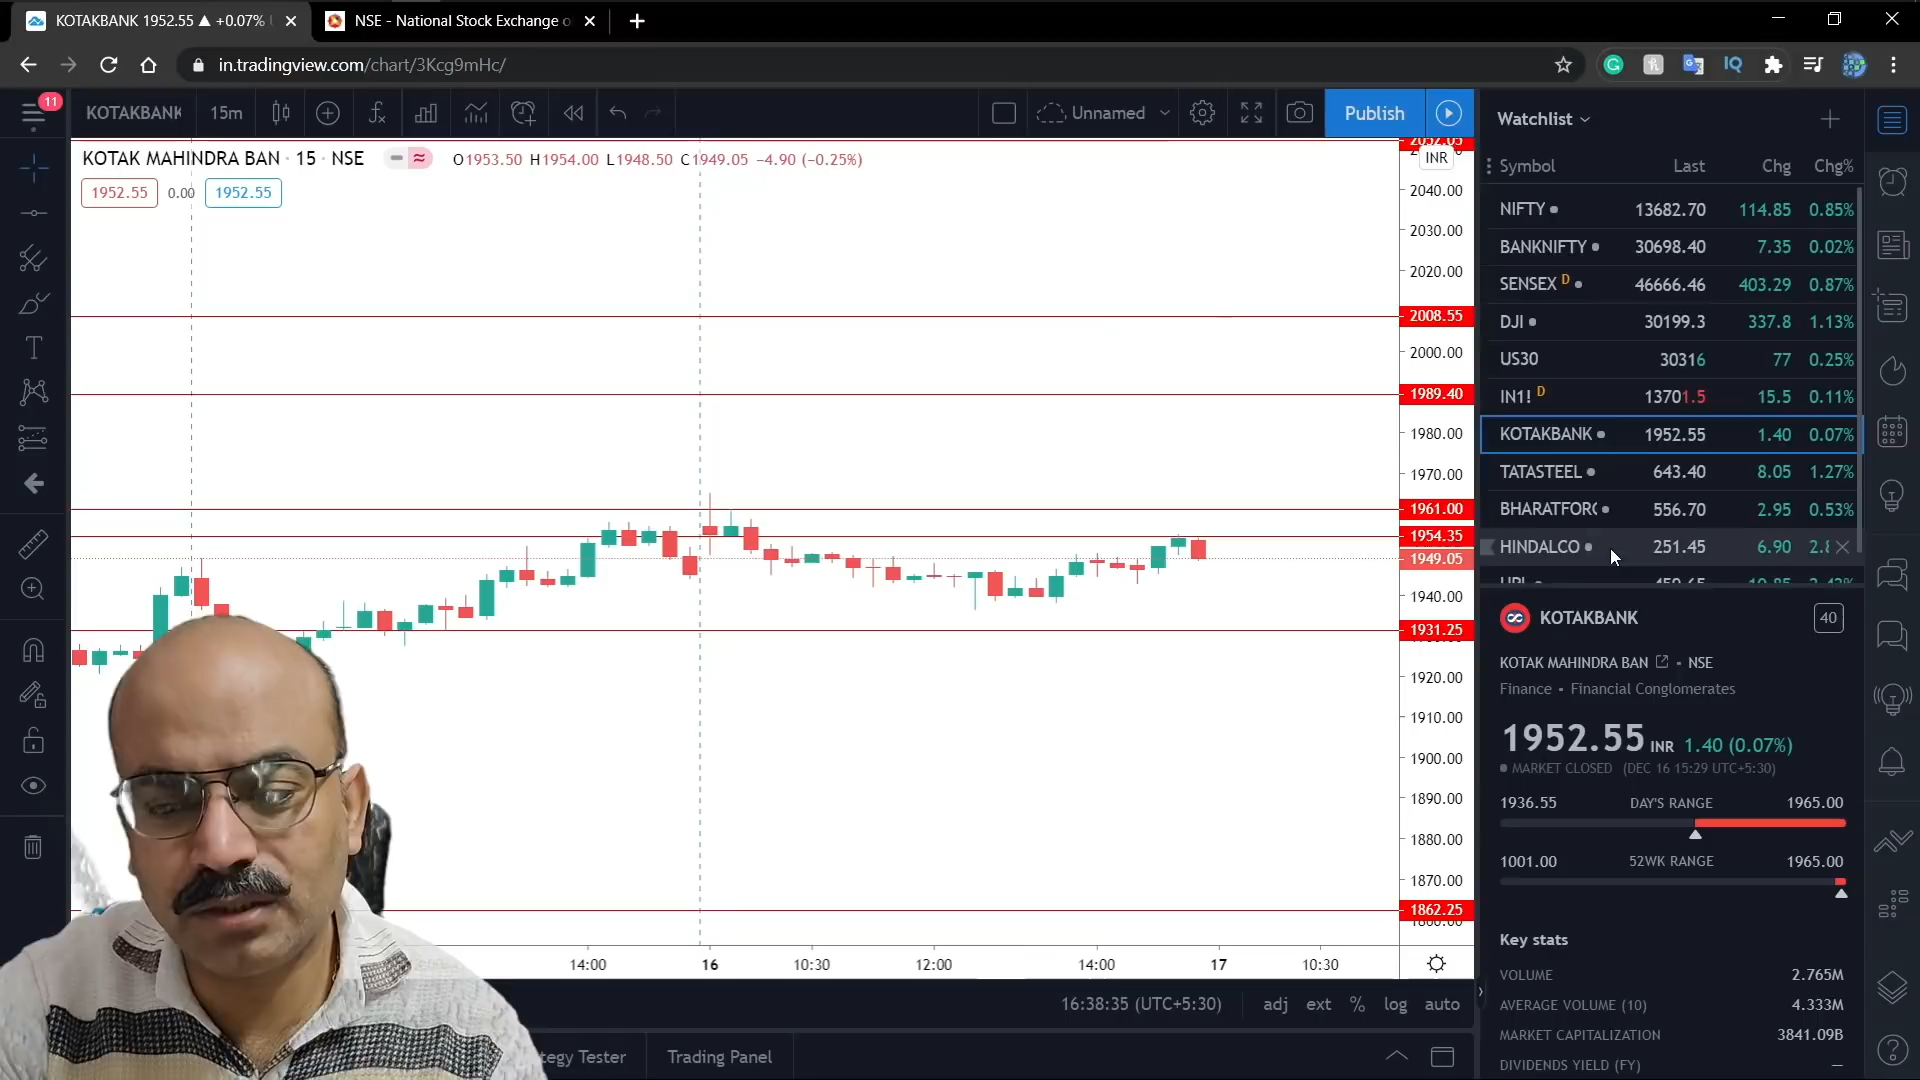 KOTAKBANK 1952.55 ▲ +0.07%
NSE - National Stock Exchange o
in.tradingview.com/chart/3Kcg9mHc/
11
KOTAKBANK 15m
Unnamed
Publish
KOTAK MAHINDRA BAN · 15 · NSE
O1953.50 H1954.00 L1948.50 C1949.05 −4.90 (−0.25%)
1952.55 0.00 1952.55
2052.05
INR
2040.00
2030.00
2020.00
2008.55
2000.00
1989.40
1980.00
1970.00
1961.00
1954.35
1949.05
1940.00
1931.25
1920.00
1910.00
1900.00
1890.00
1880.00
1870.00
1862.25
14:00 16 10:30 12:00 14:00 17 10:30
16:38:35 (UTC+5:30) adj ext % log auto
tegy Tester Trading Panel
Watchlist
Symbol Last Chg Chg%
NIFTY 13682.70 114.85 0.85%
BANKNIFTY 30698.40 7.35 0.02%
SENSEX D 46666.46 403.29 0.87%
DJI 30199.3 337.8 1.13%
US30 30316 77 0.25%
IN1! D 13701.5 15.5 0.11%
KOTAKBANK 1952.55 1.40 0.07%
TATASTEEL 643.40 8.05 1.27%
BHARATFOR 556.70 2.95 0.53%
HINDALCO 251.45 6.90 2.8
KOTAKBANK
40
KOTAK MAHINDRA BAN • NSE
Finance • Financial Conglomerates
1952.55 INR 1.40 (0.07%)
MARKET CLOSED (DEC 16 15:29 UTC+5:30)
1936.55 DAY'S RANGE 1965.00
1001.00 52WK RANGE 1965.00
Key stats
VOLUME 2.765M
AVERAGE VOLUME (10) 4.333M
MARKET CAPITALIZATION 3841.09B
DIVIDENDS YIELD (FY) —